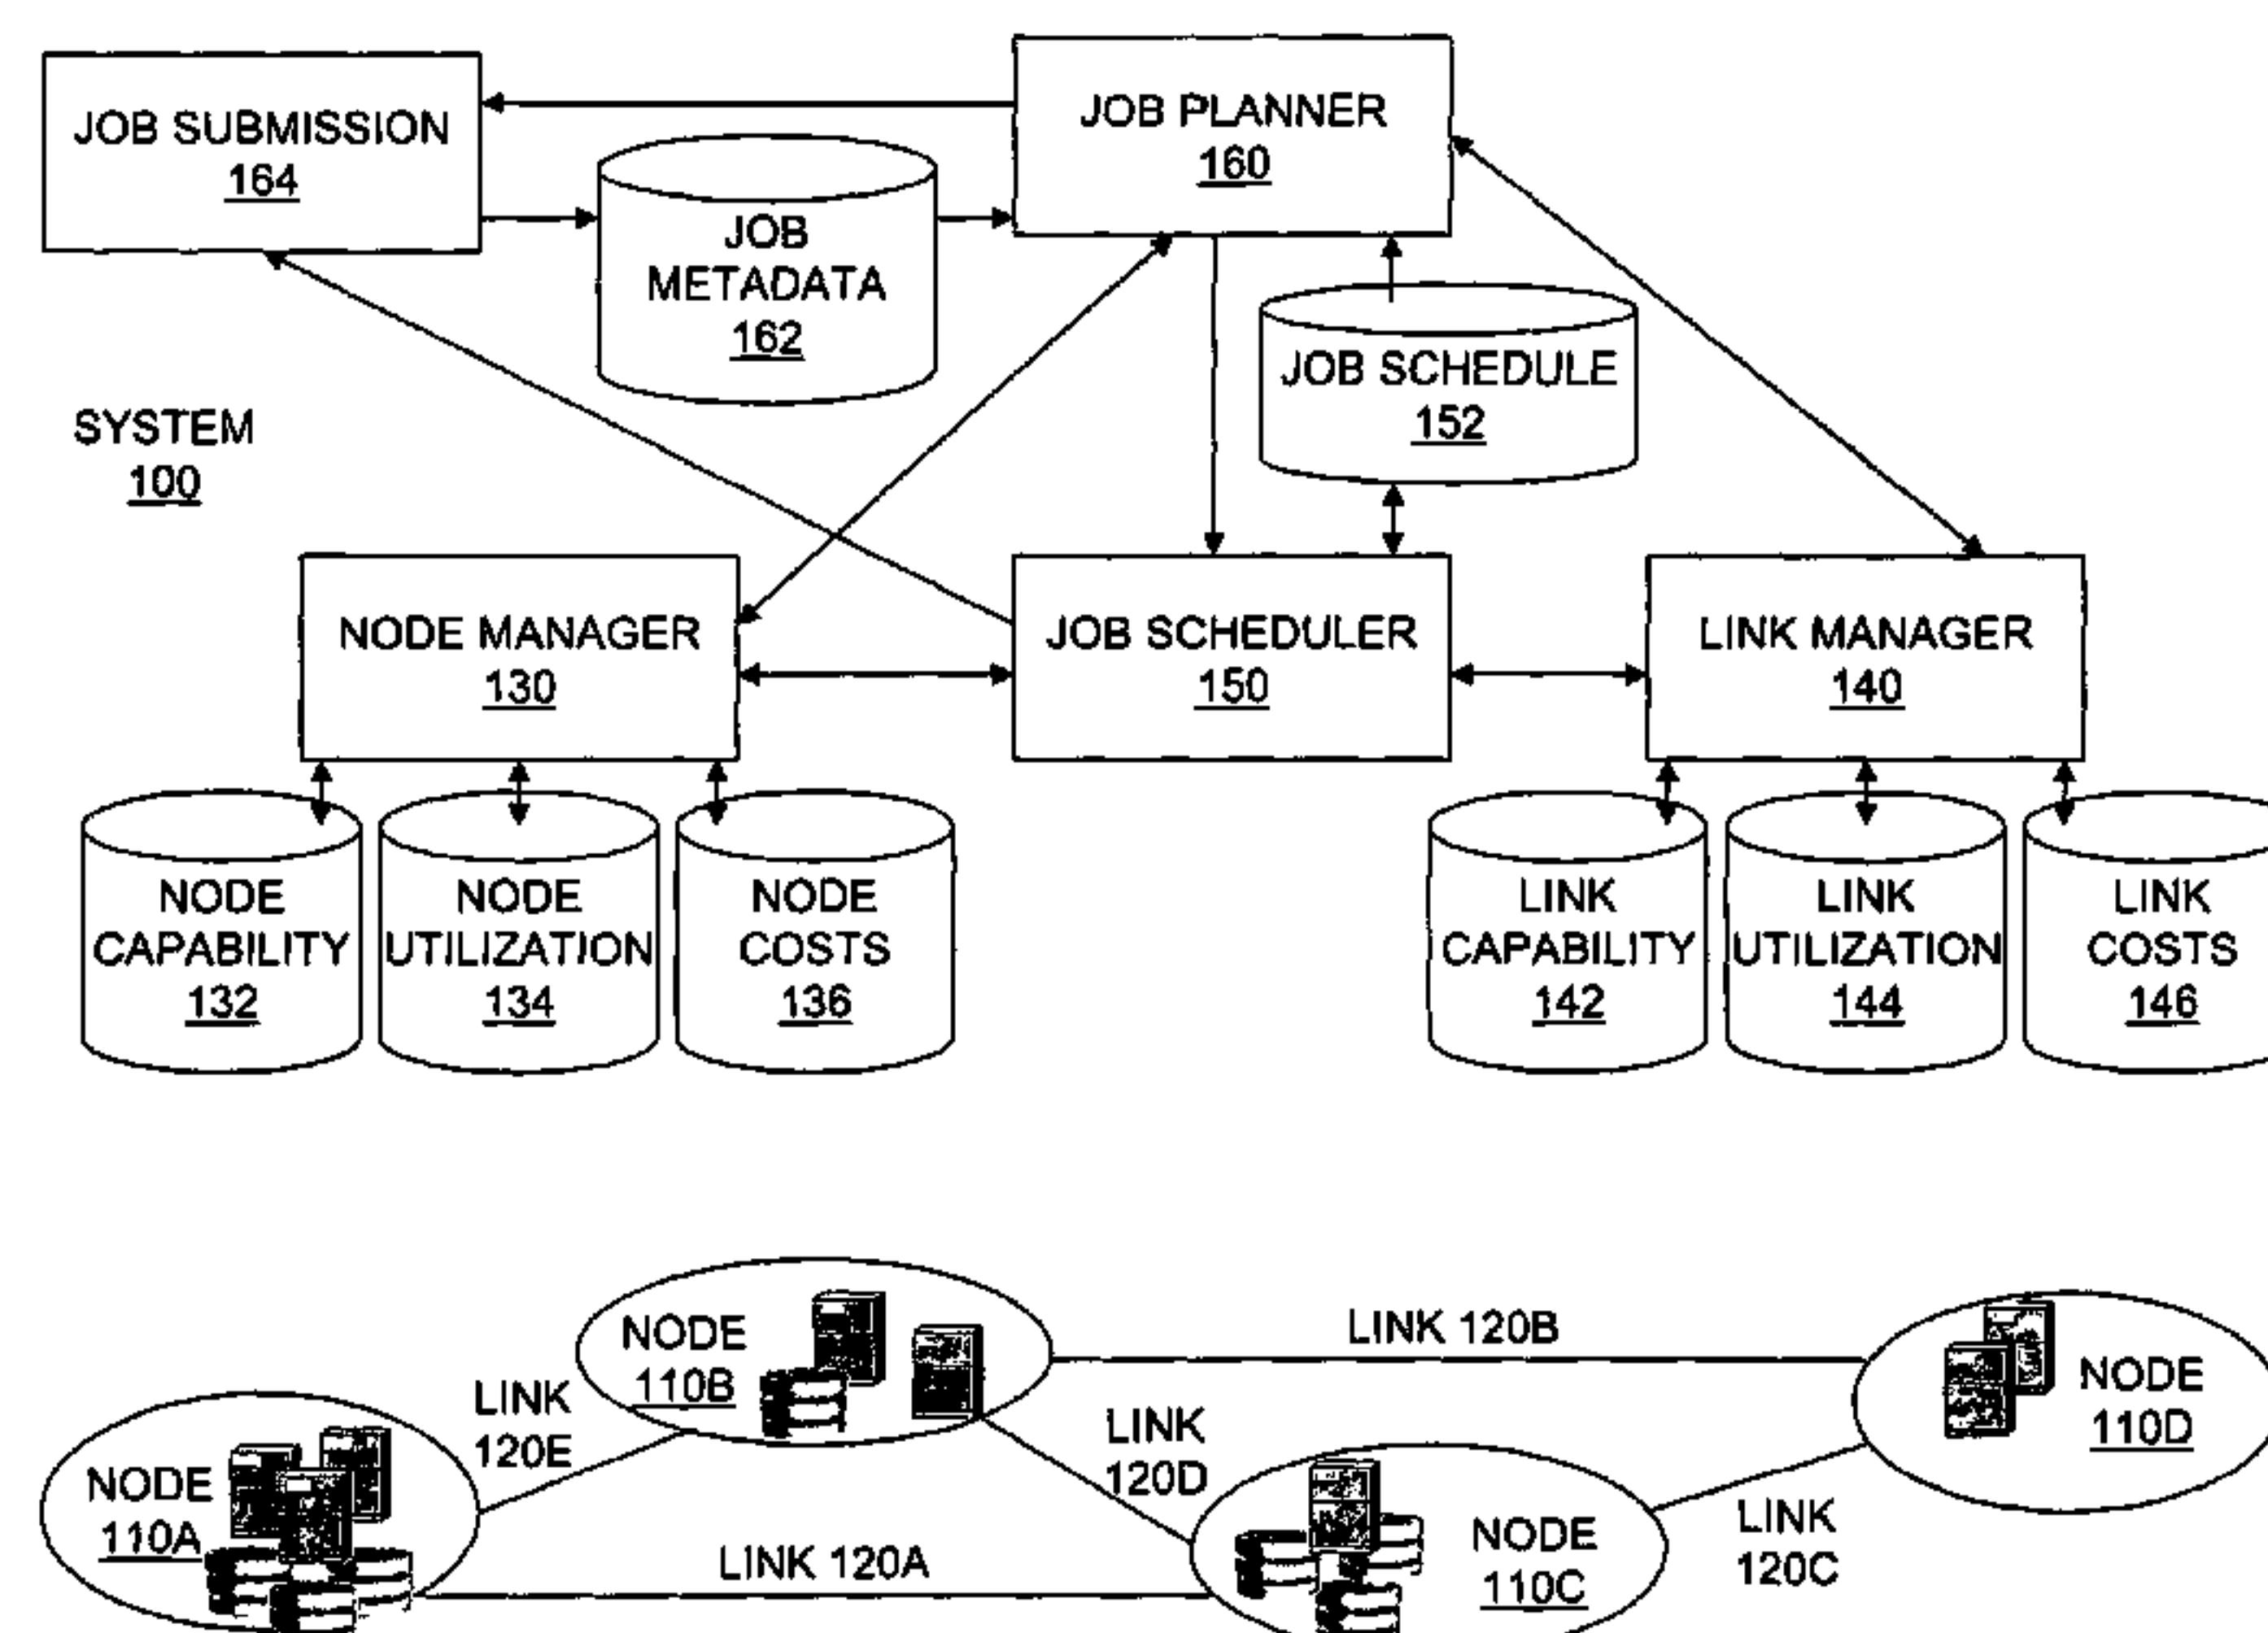 JOB SUBMISSION
164
JOB PLANNER
160
JOB
METADATA
162
JOB SCHEDULE
152
SYSTEM
100
NODE MANAGER
130
JOB SCHEDULER
150
LINK MANAGER
140
NODE
CAPABILITY
132
NODE
UTILIZATION
134
NODE
COSTS
136
LINK
CAPABILITY
142
LINK
UTILIZATION
144
LINK
COSTS
146
NODE
110B
LINK 120B
NODE
110D
LINK
120E
LINK
120D
NODE
110A
LINK 120A
NODE
110C
LINK
120C